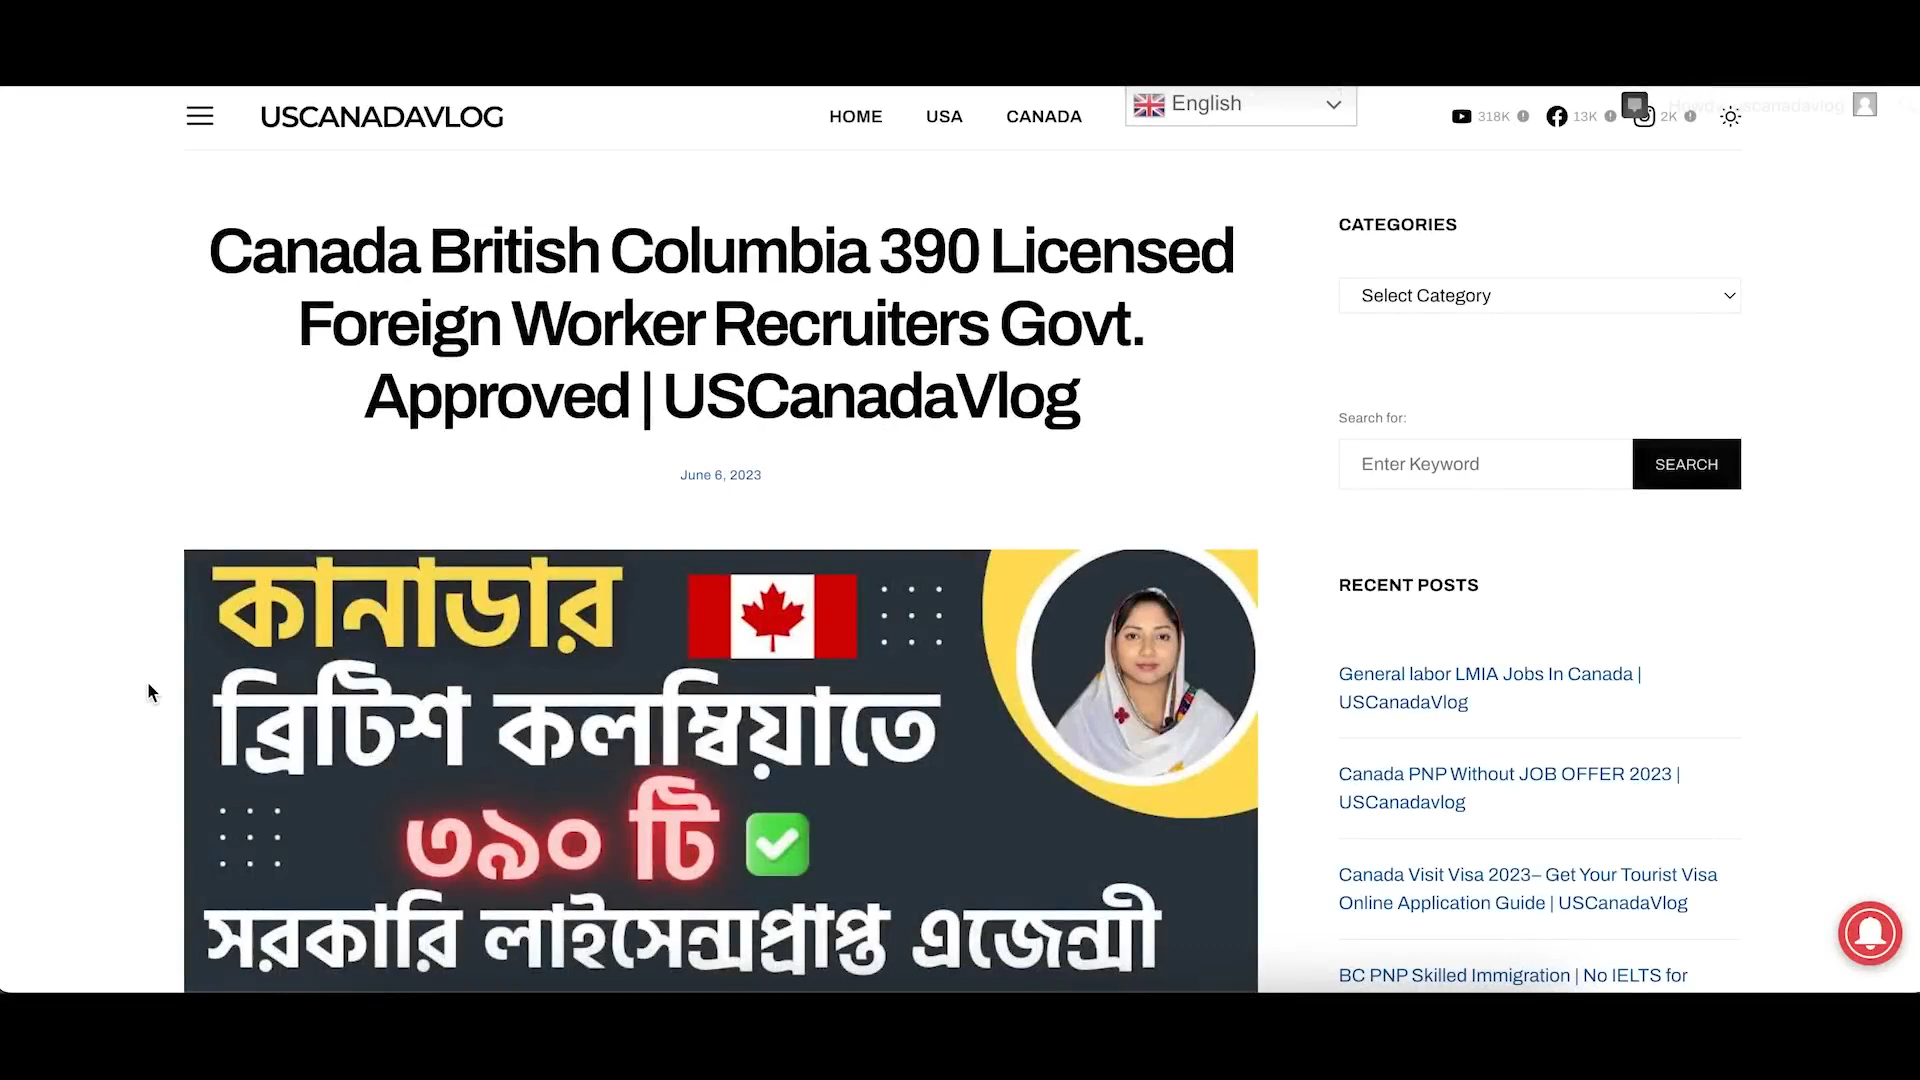 USCANADAVLOG
HOME
USA
CANADA
English
318K
13K
2K
Canada British Columbia 390 Licensed
Foreign Worker Recruiters Govt.
Approved | USCanadaVlog
June 6, 2023
কানাডার
ব্রিটিশ কলম্বিয়াতে
৩৯০ টি
সরকারি লাইসেন্সপ্রাপ্ত এজেন্সী
CATEGORIES
Select Category
Search for:
Enter Keyword
SEARCH
RECENT POSTS
General labor LMIA Jobs In Canada |
USCanadaVlog
Canada PNP Without JOB OFFER 2023 |
USCanadavlog
Canada Visit Visa 2023– Get Your Tourist Visa
Online Application Guide | USCanadaVlog
BC PNP Skilled Immigration | No IELTS for